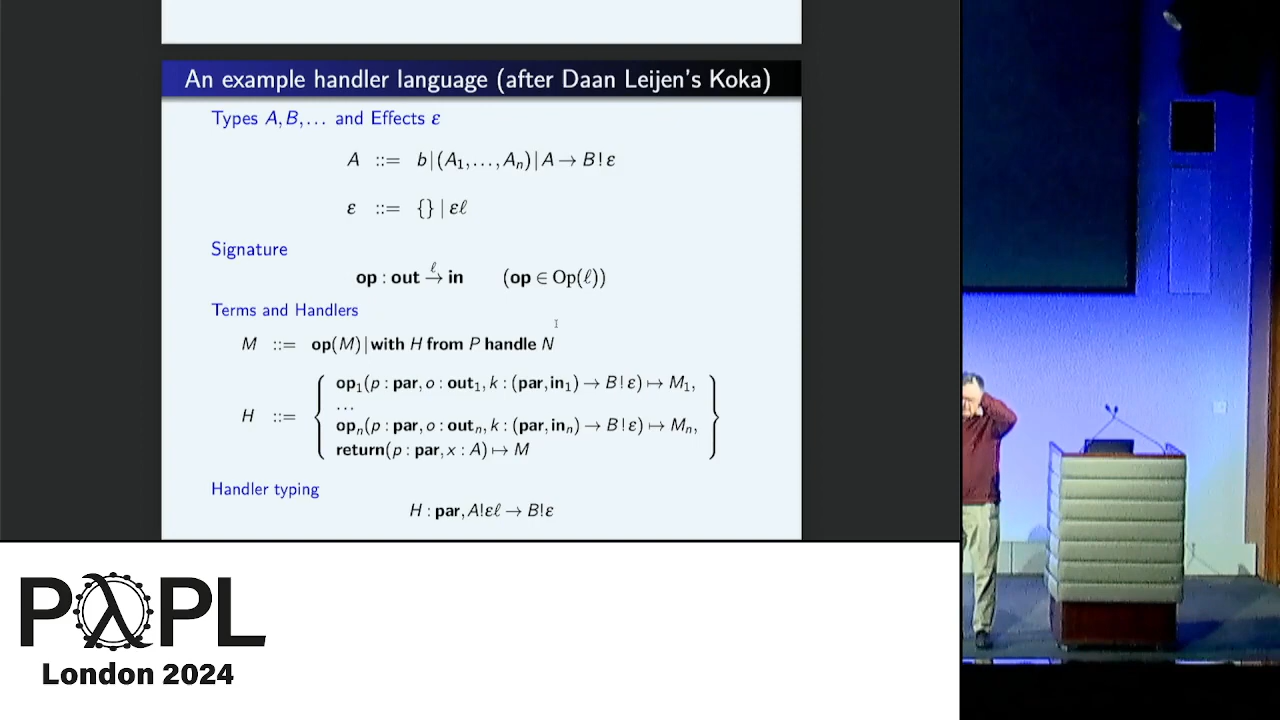 An example handler language (after Daan Leijen's Koka)
Types A, B, … and Effects ε
A ::= b | (A₁, …, Aₙ) | A → B ! ε
ε ::= {} | εℓ
Signature
op : out →^ℓ in (op ∈ Op(ℓ))
Terms and Handlers
M ::= op(M) | with H from P handle N
op₁(p : par, o : out₁, k : (par, in₁) → B ! ε) ↦ M₁,
…
H ::= { opₙ(p : par, o : outₙ, k : (par, inₙ) → B ! ε) ↦ Mₙ, }
return(p : par, x : A) ↦ M
Handler typing
H : par, A!εℓ → B!ε
PλPL
London 2024